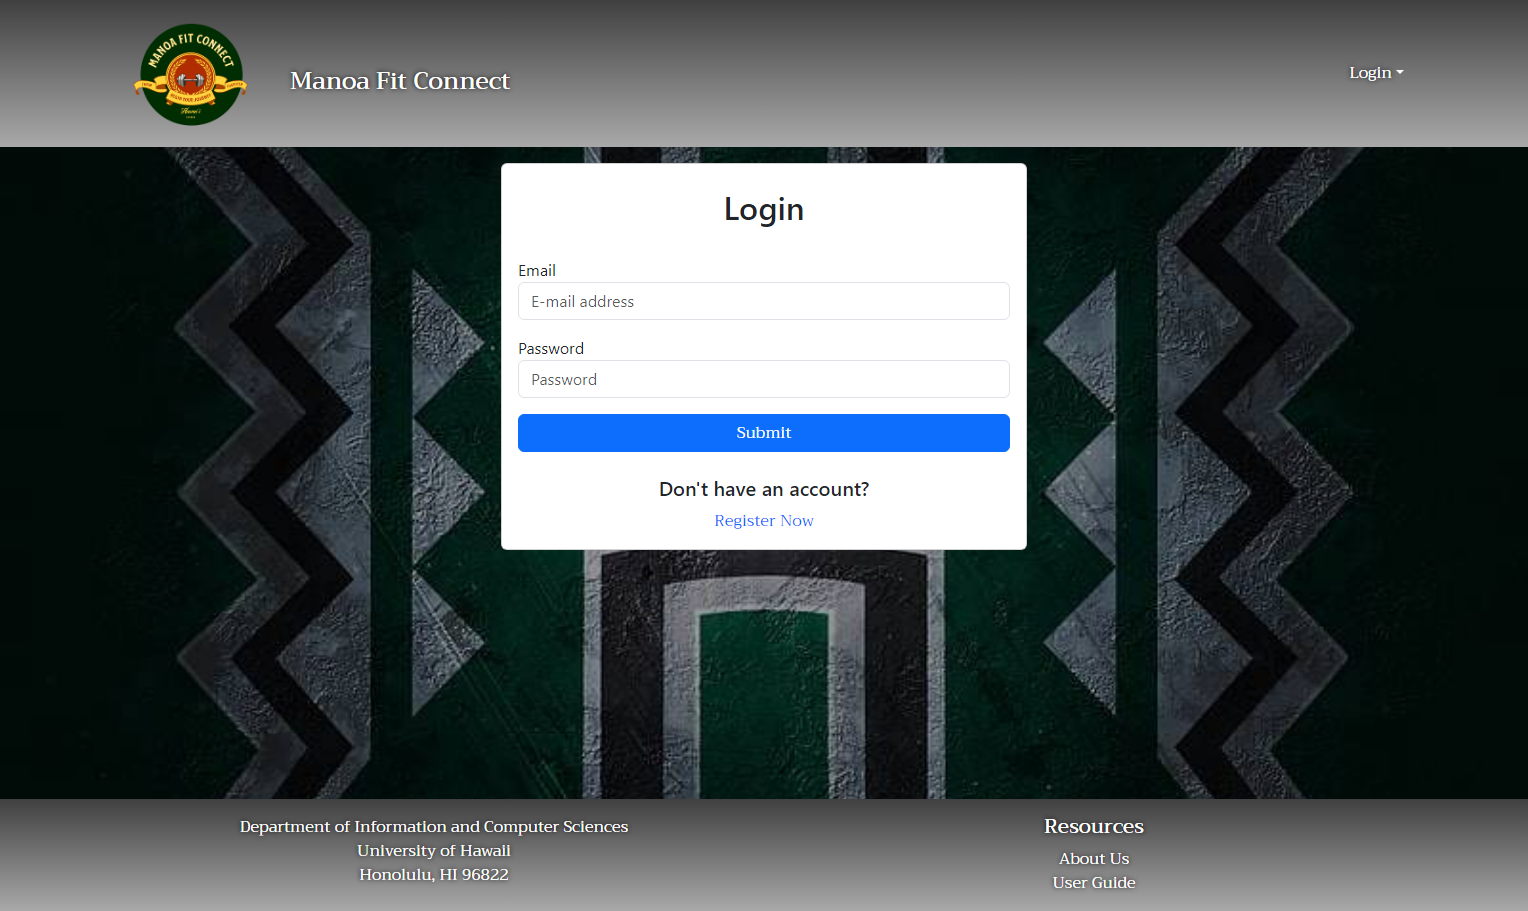 MANOA FIT CONNECT
Manoa Fit Connect
Login
Login
Email
E-mail address
Password
Password
Submit
Don't have an account?
Register Now
Department of Information and Computer Sciences
University of Hawaii
Honolulu, HI 96822
Resources
About Us
User Guide